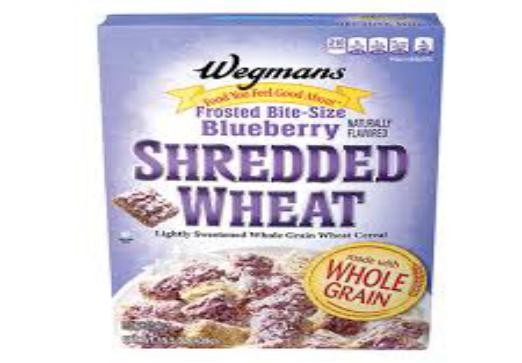 210
Wegmans
Food You Feel Good About
Frosted Bite-Size
Blueberry NATURALLY FLAVORED
SHREDDED
WHEAT
Lightly Sweetened Whole Grain Wheat Cereal
made with
WHOLE
GRAIN